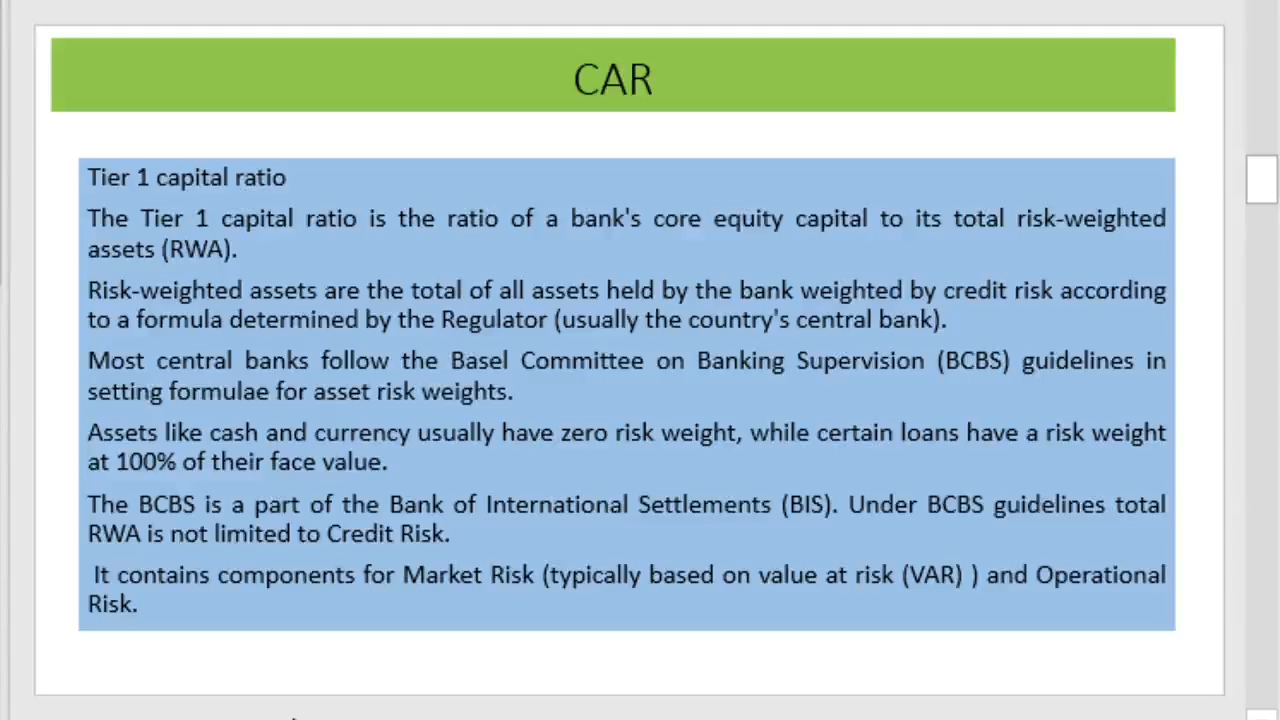 CAR
Tier 1 capital ratio
The Tier 1 capital ratio is the ratio of a bank's core equity capital to its total risk-weighted
assets (RWA).
Risk-weighted assets are the total of all assets held by the bank weighted by credit risk according
to a formula determined by the Regulator (usually the country's central bank).
Most central banks follow the Basel Committee on Banking Supervision (BCBS) guidelines in
setting formulae for asset risk weights.
Assets like cash and currency usually have zero risk weight, while certain loans have a risk weight
at 100% of their face value.
The BCBS is a part of the Bank of International Settlements (BIS). Under BCBS guidelines total
RWA is not limited to Credit Risk.
It contains components for Market Risk (typically based on value at risk (VAR) ) and Operational
Risk.